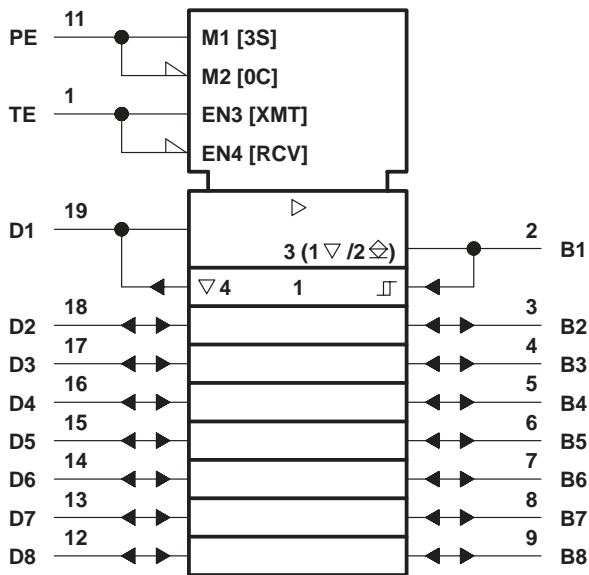 11
PE
M1 [3S]
M2 [0C]
1
TE
EN3 [XMT]
EN4 [RCV]
19
D1
3 (1 ▽ /2 ⎒)
2
B1
▽ 4 1
18
D2
3
B2
17
D3
4
B3
16
D4
5
B4
15
D5
6
B5
14
D6
7
B6
13
D7
8
B7
12
D8
9
B8